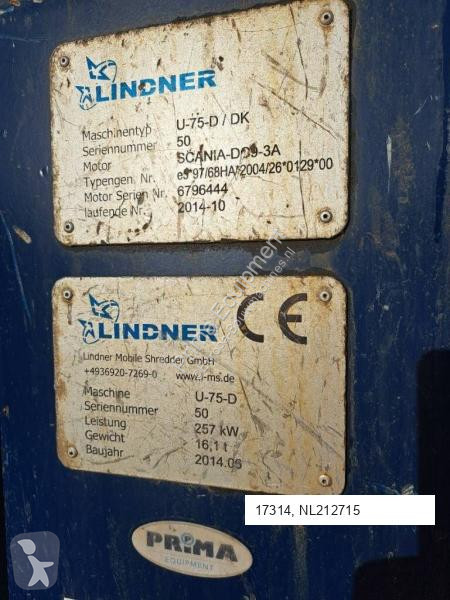 LINDNER
Maschinentyp U-75-D / DK
Seriennummer 50
Motor SCANIA-DC9-3A
Typengen. Nr. e5*97/68HA*2004/26*0129*00
Motor Serien Nr. 6796444
laufende Nr. 2014-10
LINDNER CE
Lindner Mobile Shredder GmbH
+4936920-7269-0 www.l-ms.de
Maschine U-75-D
Seriennummer 50
Leistung 257 kW
Gewicht 16,1 t
Baujahr 2014.05
17314, NL212715
PRIMA
EQUIPMENT